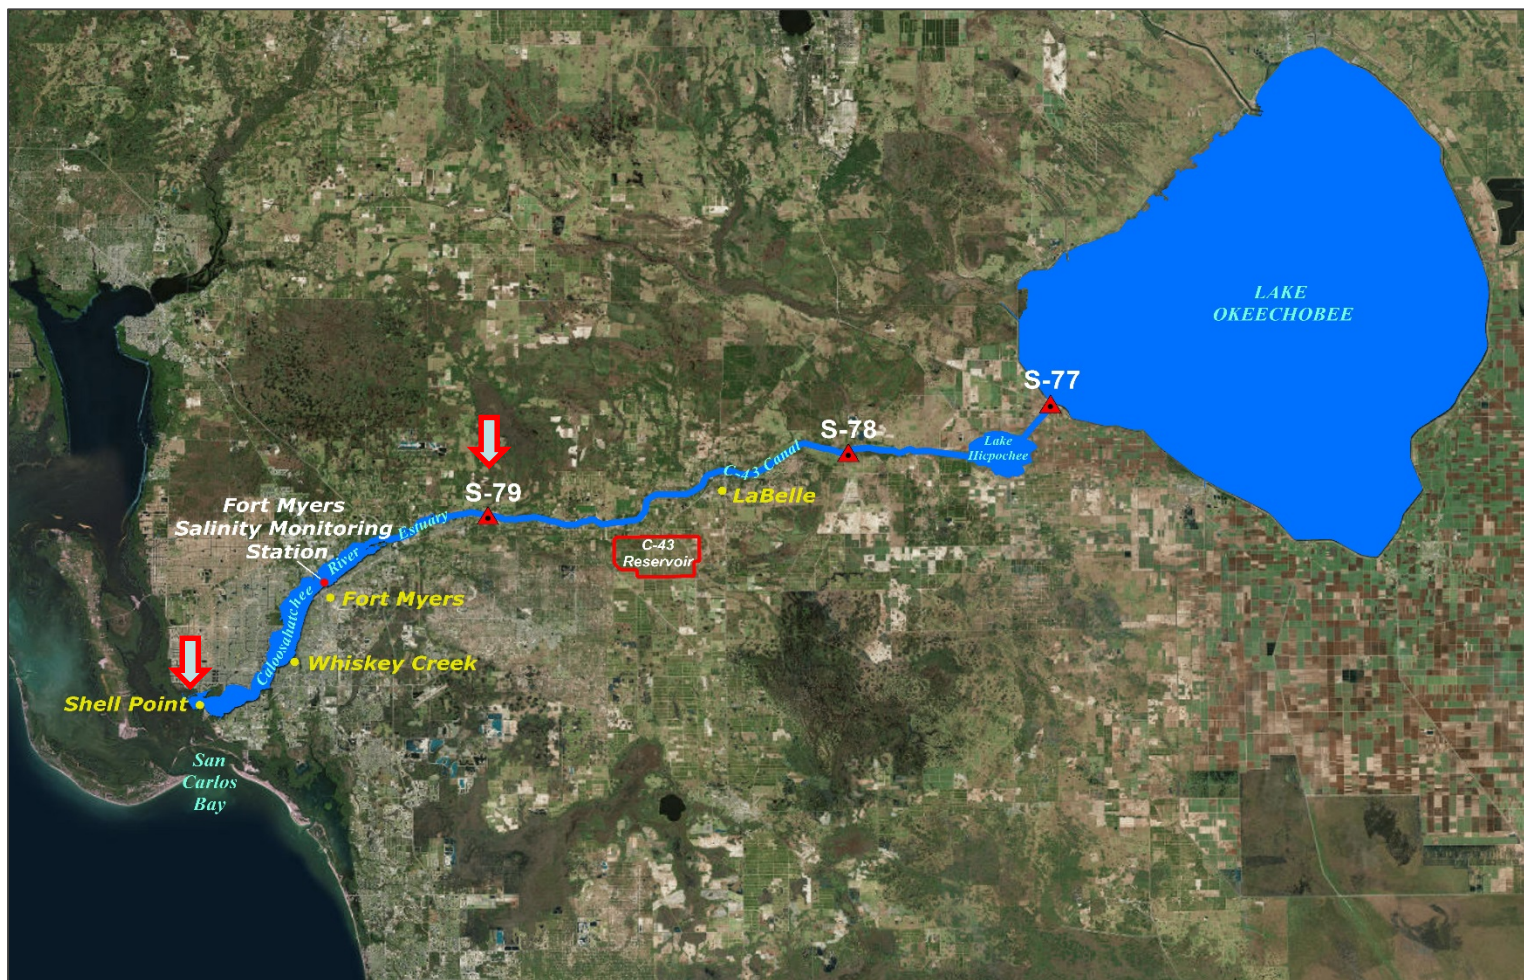 LAKE
OKEECHOBEE
S-77
S-78
Lake
Hicpochee
C-43 Canal
LaBelle
S-79
Fort Myers
Salinity Monitoring
Station
Caloosahatchee River Estuary
C-43
Reservoir
Fort Myers
Whiskey Creek
Shell Point
San
Carlos
Bay